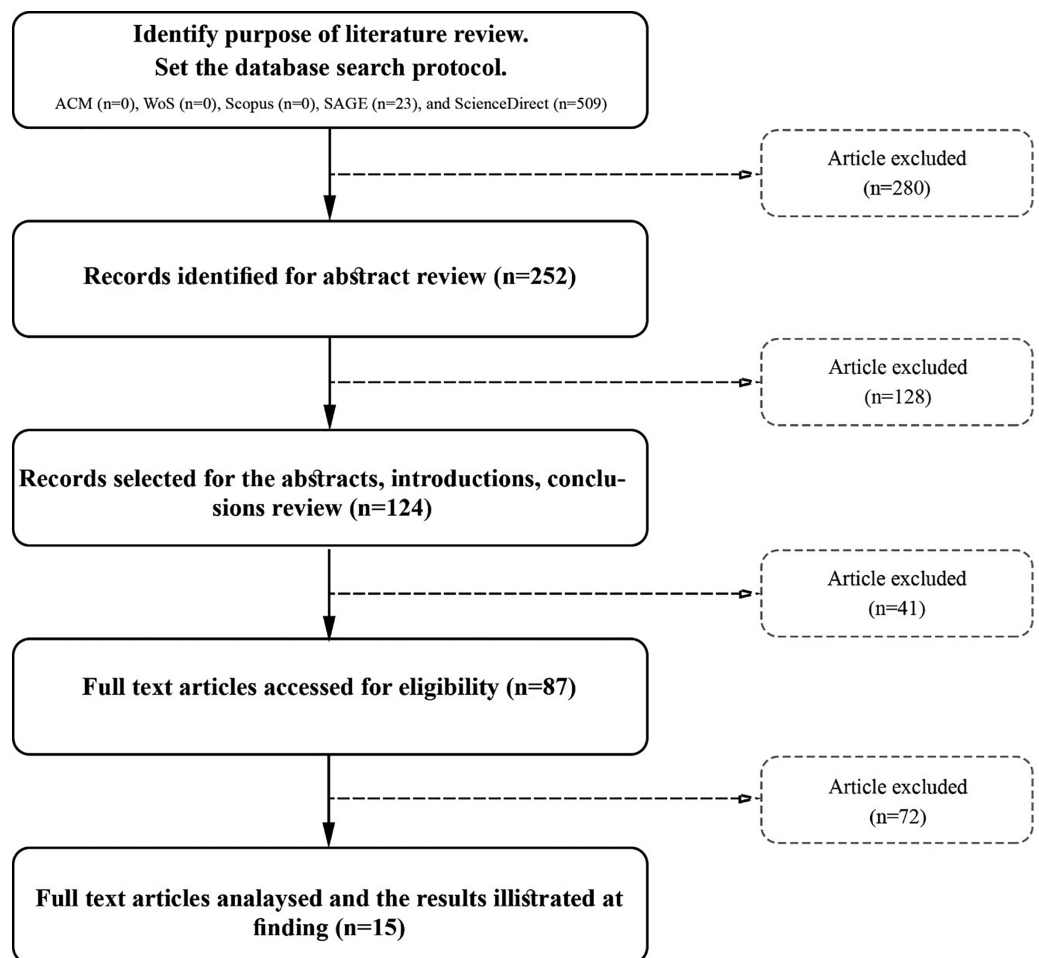 Identify purpose of literature review.
Set the database search protocol.
ACM (n=0), WoS (n=0), Scopus (n=0), SAGE (n=23), and ScienceDirect (n=509)
Article excluded
(n=280)
Records identified for abstract review (n=252)
Article excluded
(n=128)
Records selected for the abstracts, introductions, conclu-
sions review (n=124)
Article excluded
(n=41)
Full text articles accessed for eligibility (n=87)
Article excluded
(n=72)
Full text articles analaysed and the results illistrated at
finding (n=15)